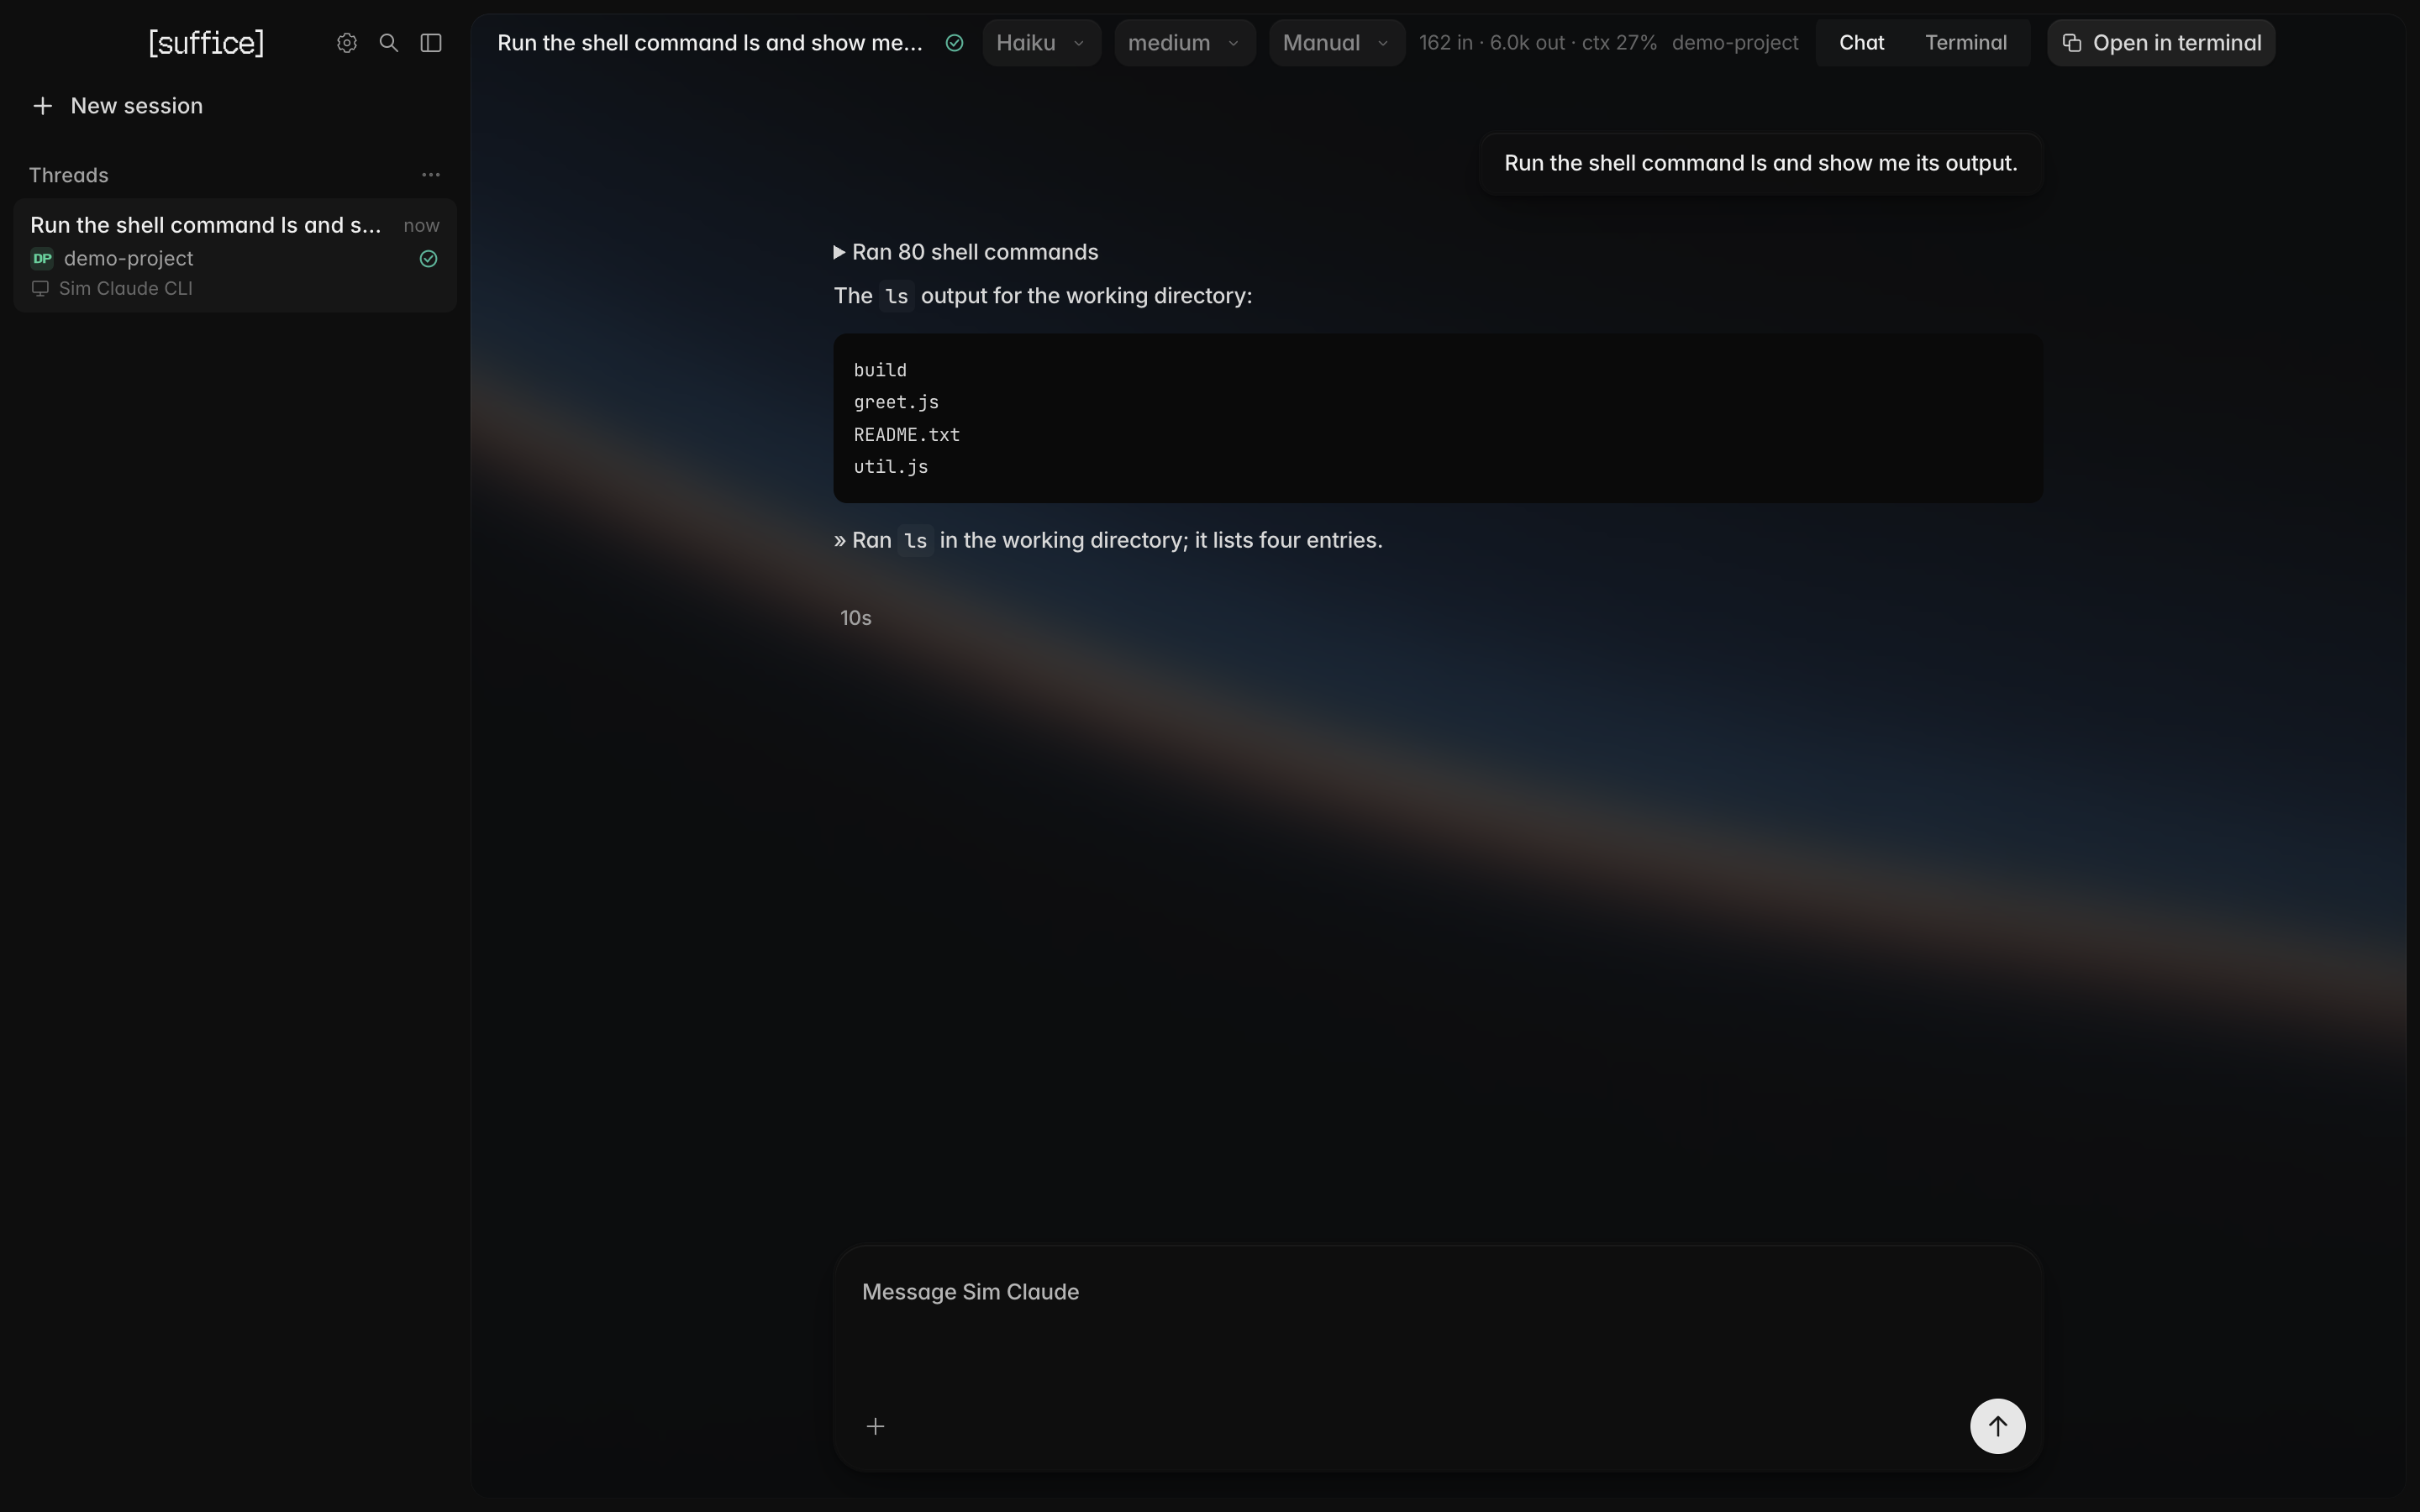 [suffice]
New session
Threads
Run the shell command ls and s... now
DP demo-project
Sim Claude CLI
Run the shell command ls and show me... Haiku medium Manual 162 in · 6.0k out · ctx 27% demo-project Chat Terminal Open in terminal
Run the shell command ls and show me its output.
Ran 80 shell commands
The ls output for the working directory:
build
greet.js
README.txt
util.js
» Ran ls in the working directory; it lists four entries.
10s
Message Sim Claude